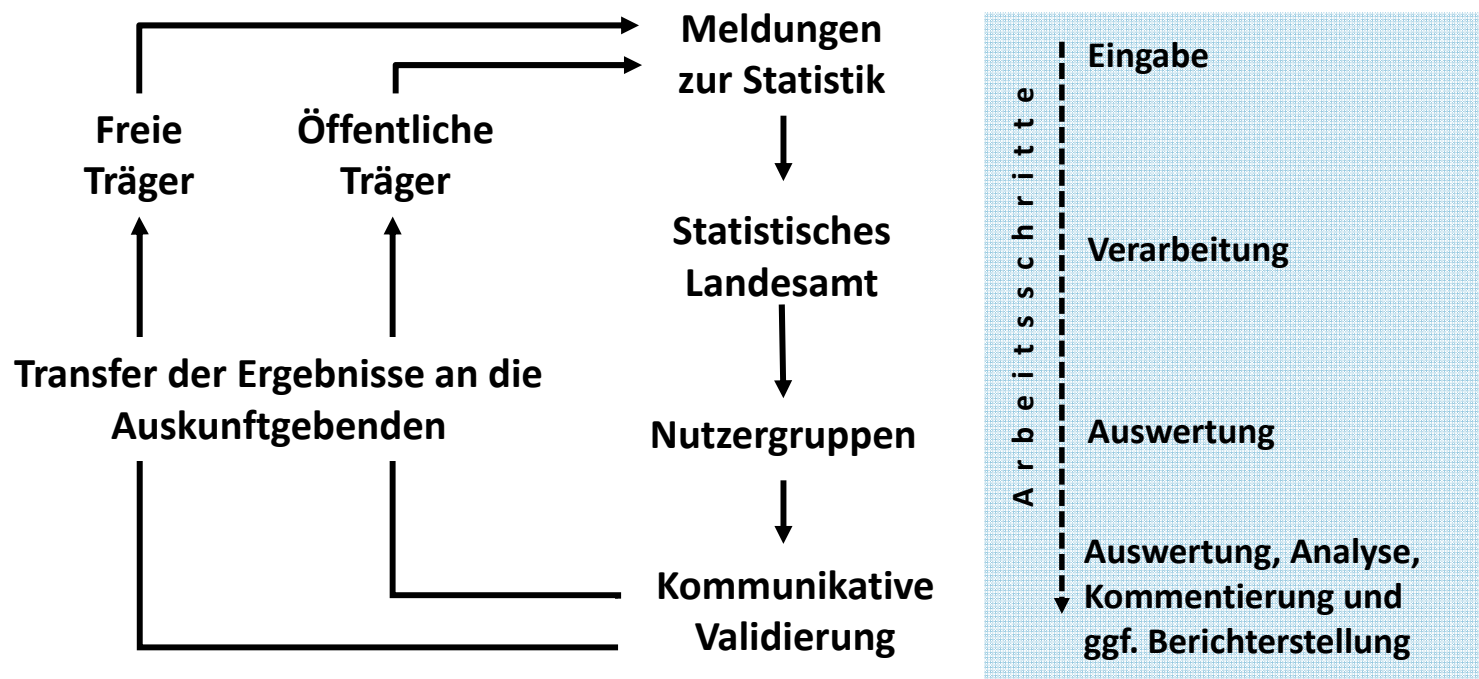 Meldungen
zur Statistik
Freie
Träger
Öffentliche
Träger
Statistisches
Landesamt
Transfer der Ergebnisse an die
Auskunftgebenden
Nutzergruppen
Kommunikative
Validierung
Arbeitsschritte
Eingabe
Verarbeitung
Auswertung
Auswertung, Analyse,
Kommentierung und
ggf. Berichterstellung